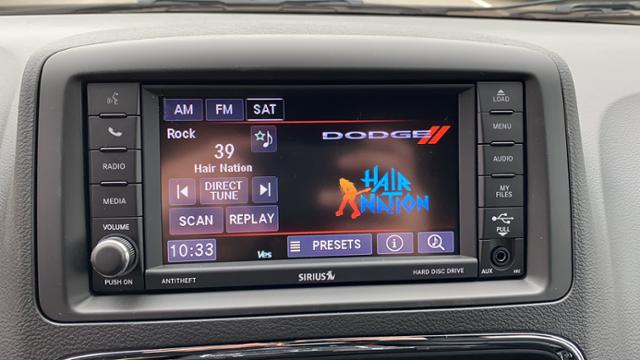 AM FM SAT
LOAD
Rock
DODGE
MENU
39
Hair Nation
RADIO
AUDIO
HAIR
NATION
DIRECT
TUNE
MEDIA
MY
FILES
SCAN REPLAY
VOLUME
PULL
10:33
Yes
PRESETS
PUSH ON
ANTITHEFT
SIRIUS
HARD DISC DRIVE
AUX